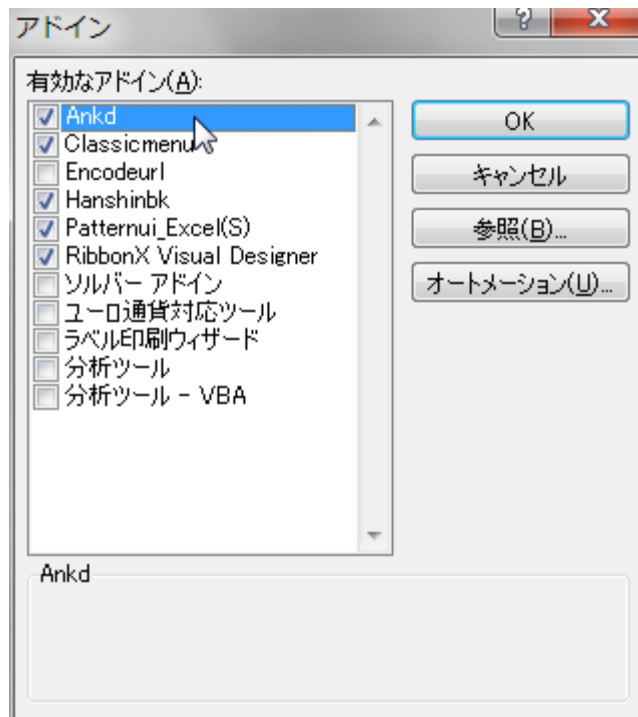 アドイン
有効なアドイン(A):
Ankd
Classicmenu
Encodeurl
Hanshinbk
Patternui_Excel(S)
RibbonX Visual Designer
ソルバー アドイン
ユーロ通貨対応ツール
ラベル印刷ウィザード
分析ツール
分析ツール - VBA
OK
キャンセル
参照(B)...
オートメーション(U)...
Ankd